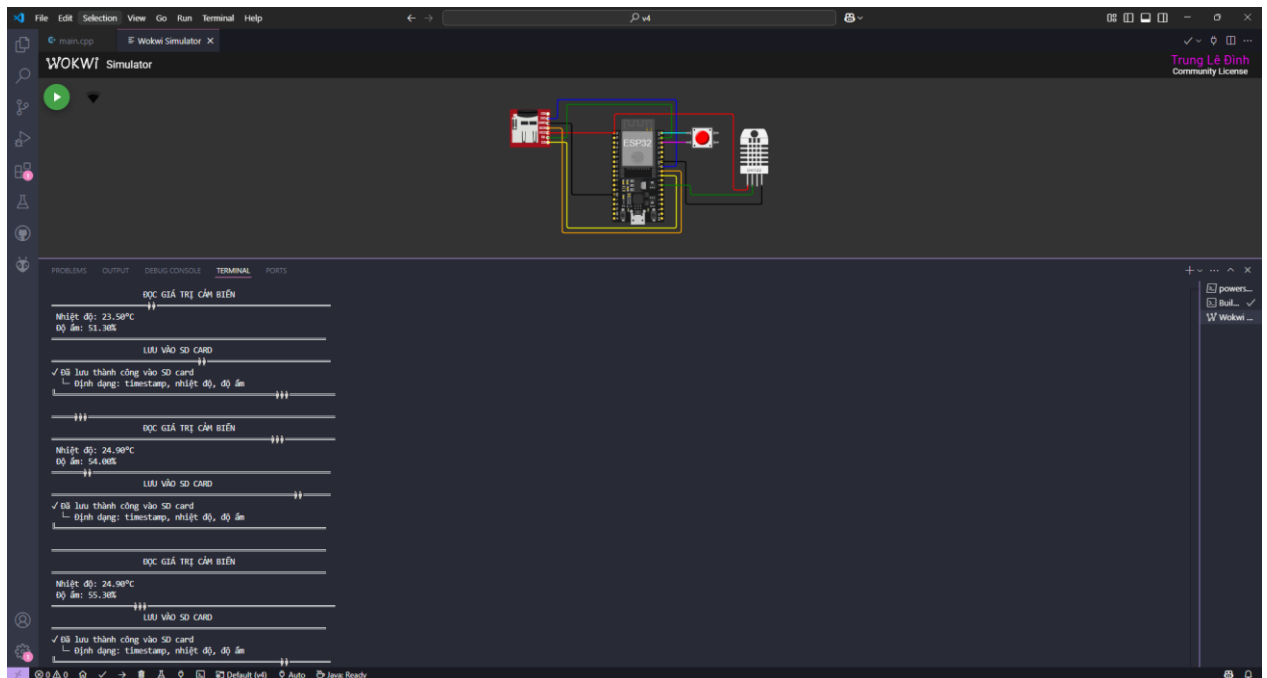 File Edit Selection View Go Run Terminal Help
v4
main.cpp
Wokwi Simulator
WOKWi Simulator
Trung Lê Đình
Community License
ESP32
PROBLEMS OUTPUT DEBUG CONSOLE TERMINAL PORTS
powers...
Buil...
Wokwi ...
ĐỌC GIÁ TRỊ CẢM BIẾN
Nhiệt độ: 23.50°C
Độ ẩm: 51.30%
LƯU VÀO SD CARD
✓ Đã lưu thành công vào SD card
└─ Định dạng: timestamp, nhiệt độ, độ ẩm
ĐỌC GIÁ TRỊ CẢM BIẾN
Nhiệt độ: 24.90°C
Độ ẩm: 54.00%
LƯU VÀO SD CARD
✓ Đã lưu thành công vào SD card
└─ Định dạng: timestamp, nhiệt độ, độ ẩm
ĐỌC GIÁ TRỊ CẢM BIẾN
Nhiệt độ: 24.90°C
Độ ẩm: 55.30%
LƯU VÀO SD CARD
✓ Đã lưu thành công vào SD card
└─ Định dạng: timestamp, nhiệt độ, độ ẩm
0 0 Default (v4) Auto Java: Ready